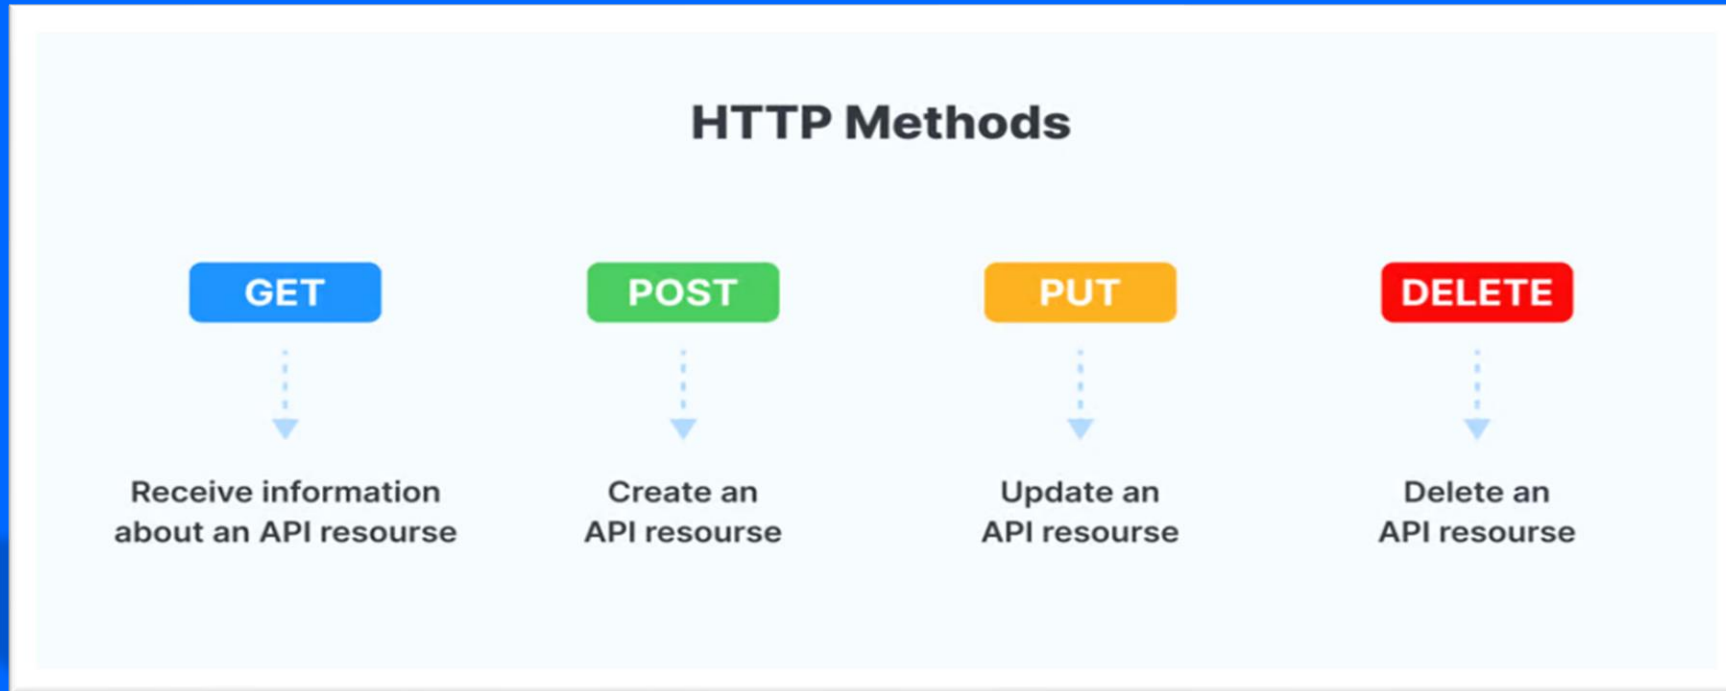 HTTP Methods
GET
POST
PUT
DELETE
Receive information
about an API resourse
Create an
API resourse
Update an
API resourse
Delete an
API resourse